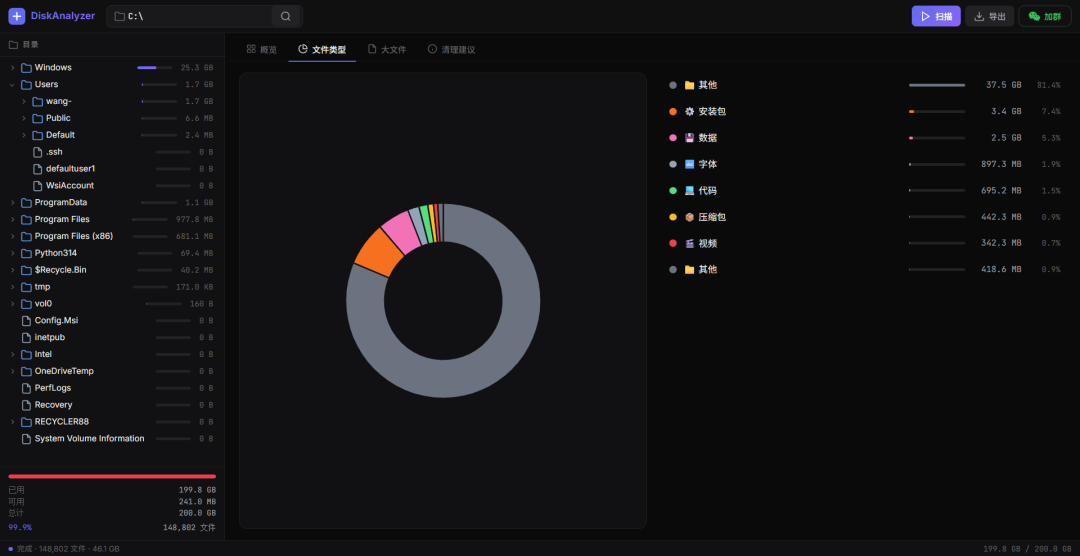 DiskAnalyzer
C:\
扫描
导出
加群
目录
概览
文件类型
大文件
清理建议
Windows 25.3 GB
Users 1.7 GB
wang- 1.7 GB
Public 6.6 MB
Default 2.4 MB
.ssh 0 B
defaultuser1 0 B
WsiAccount 0 B
ProgramData 1.1 GB
Program Files 977.8 MB
Program Files (x86) 681.1 MB
Python314 69.4 MB
$Recycle.Bin 40.2 MB
tmp 171.0 KB
vol0 160 B
Config.Msi 0 B
inetpub 0 B
Intel 0 B
OneDriveTemp 0 B
PerfLogs 0 B
Recovery 0 B
RECYCLER88 0 B
System Volume Information 0 B
已用 199.8 GB
可用 241.0 MB
总计 200.0 GB
99.9% 148,802 文件
其他 37.5 GB 81.4%
安装包 3.4 GB 7.4%
数据 2.5 GB 5.3%
字体 897.3 MB 1.9%
代码 695.2 MB 1.5%
压缩包 442.3 MB 0.9%
视频 342.3 MB 0.7%
其他 418.6 MB 0.9%
完成 · 148,802 文件 · 46.1 GB
199.8 GB / 200.0 GB